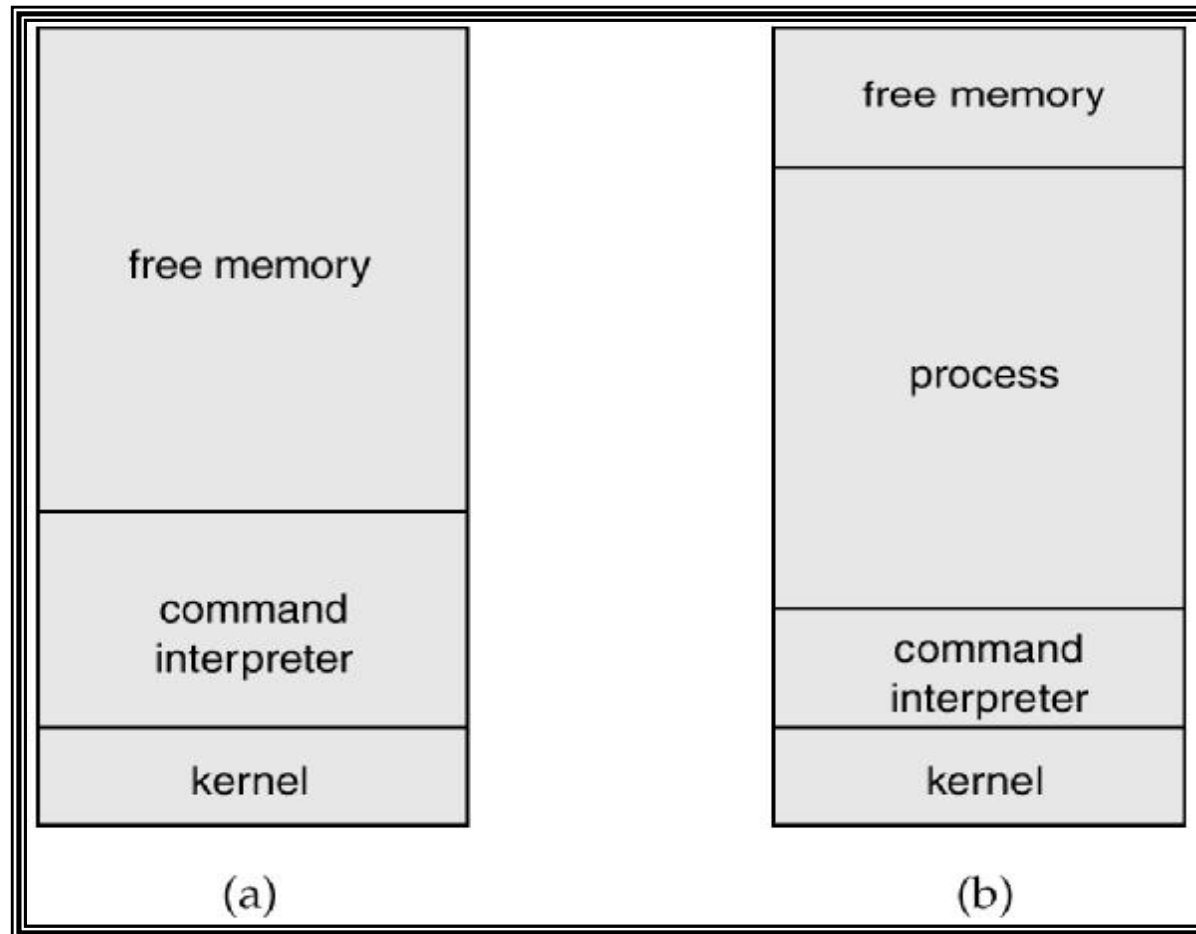 free memory
command
interpreter
kernel
(a)
free memory
process
command
interpreter
kernel
(b)